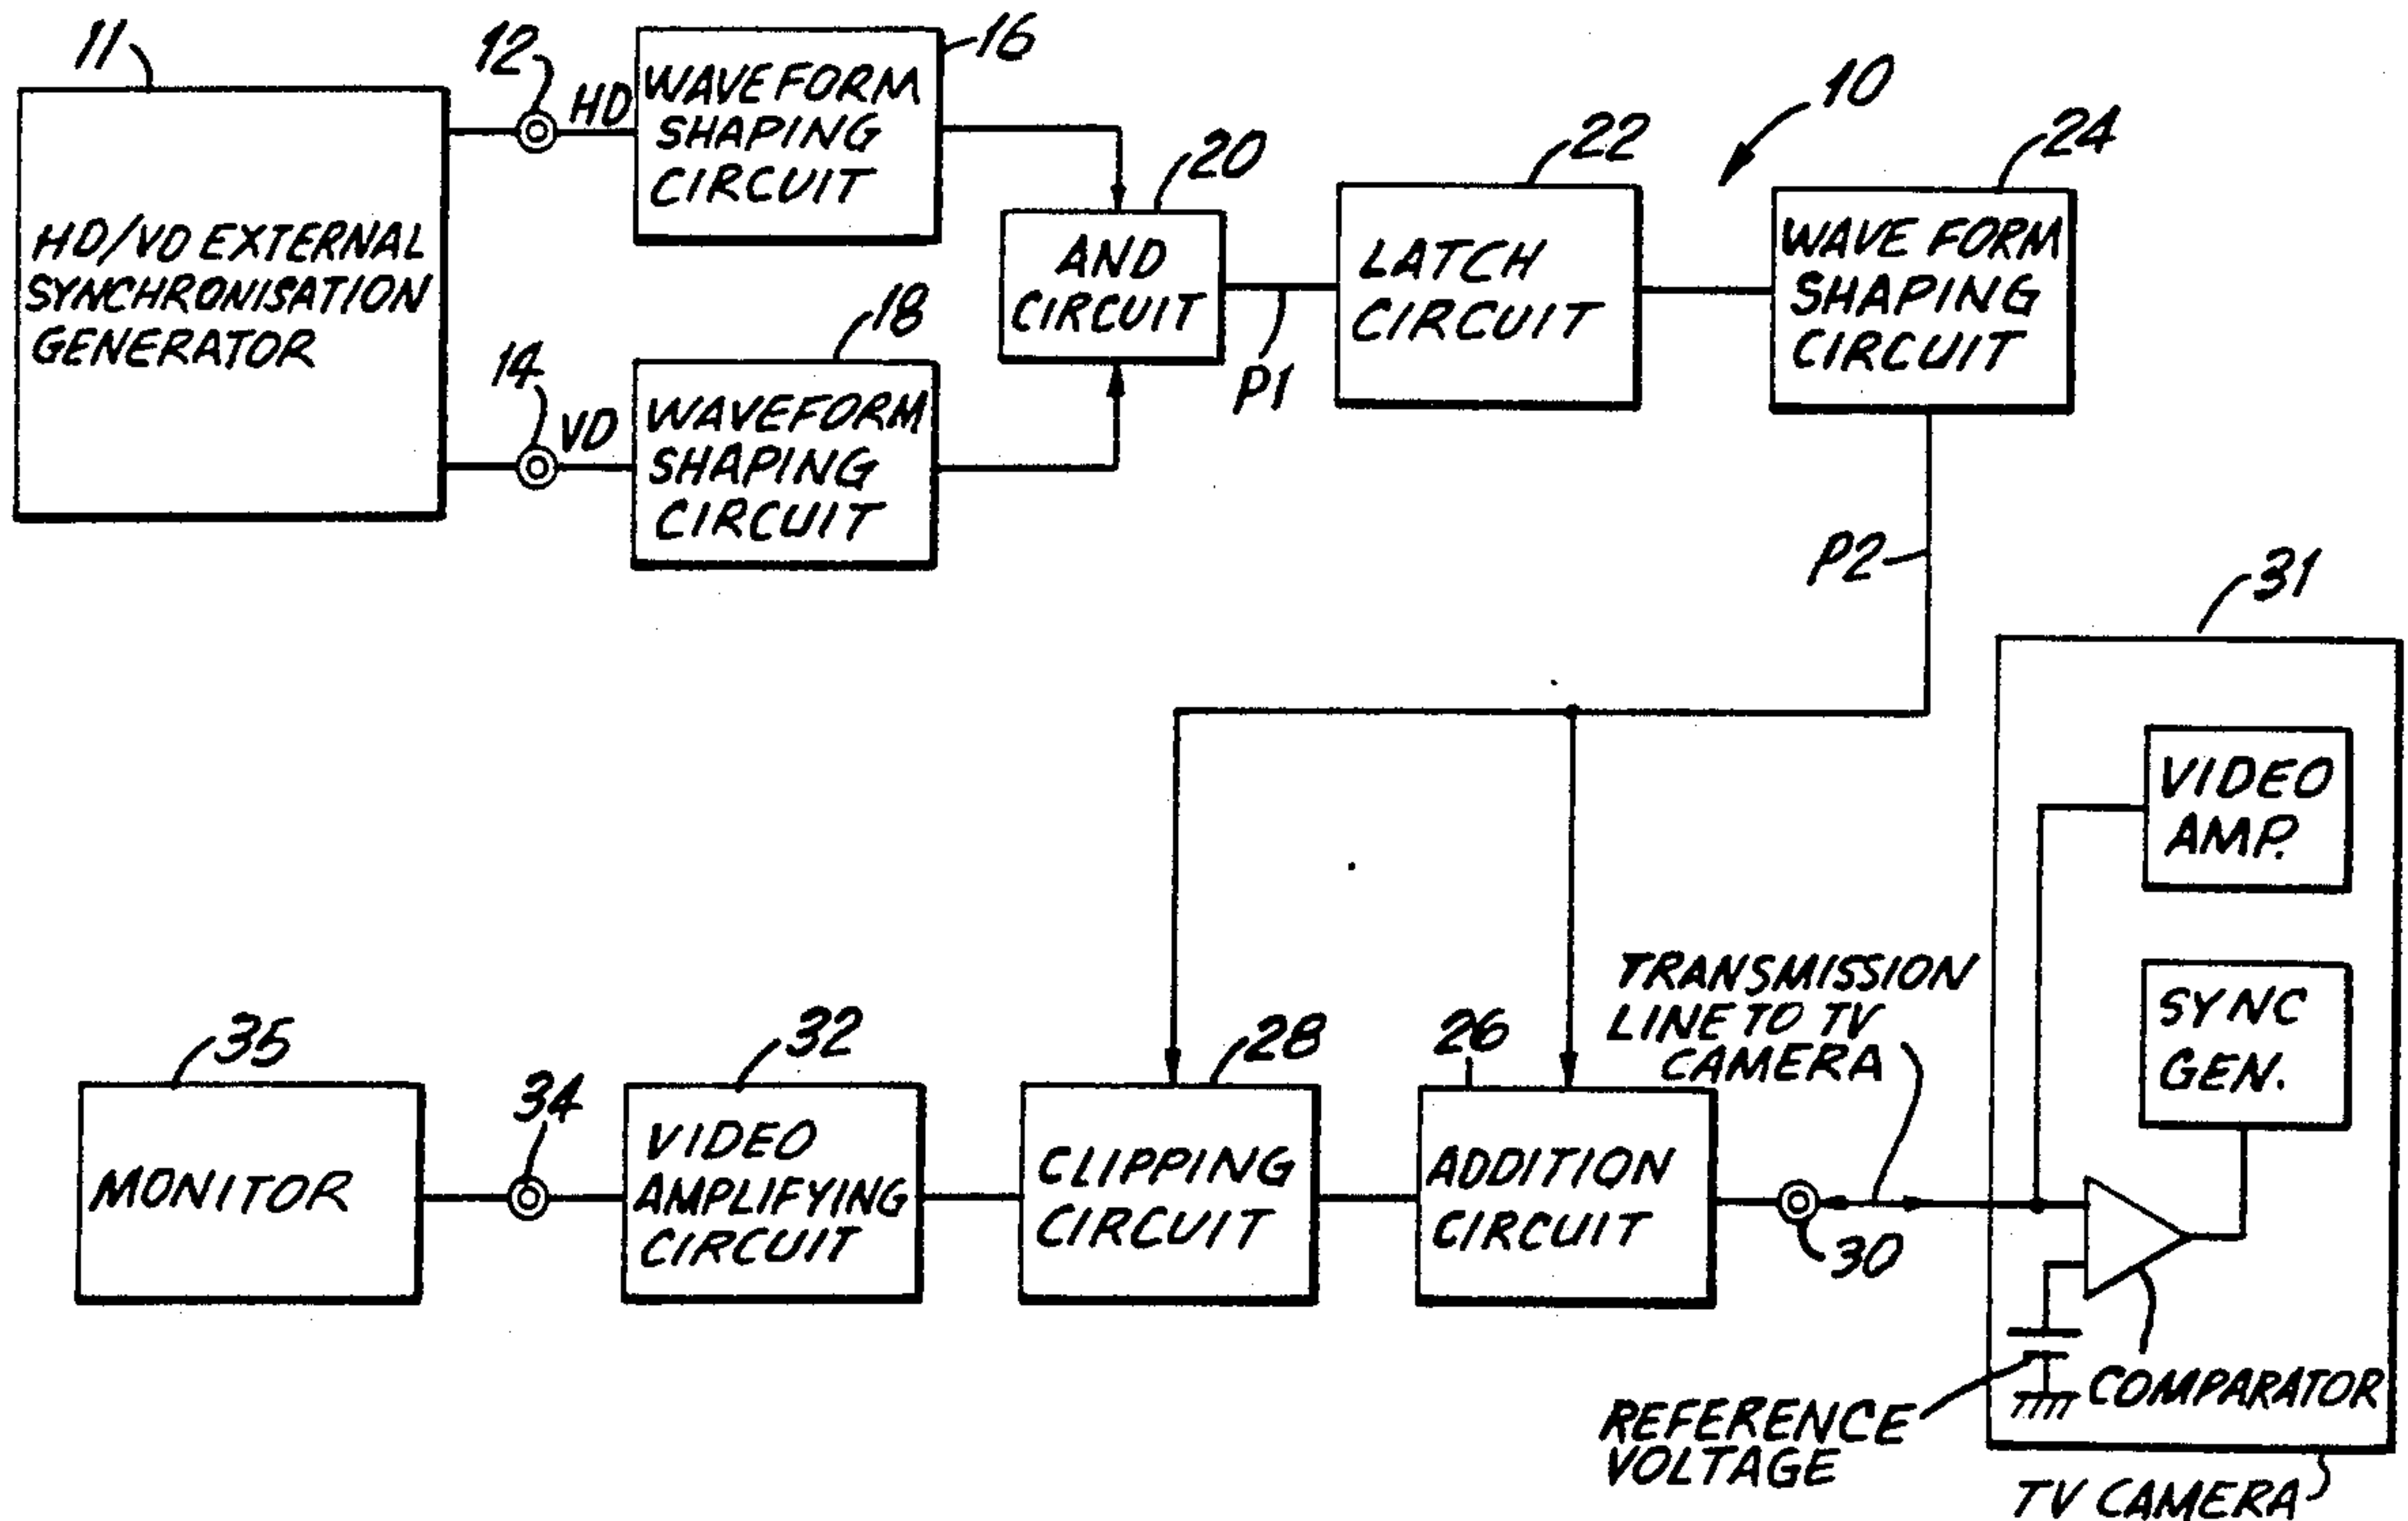 11
HD/VD EXTERNAL
SYNCHRONISATION
GENERATOR
12
HD
16
WAVEFORM
SHAPING
CIRCUIT
14
VD
18
WAVEFORM
SHAPING
CIRCUIT
20
AND
CIRCUIT
P1
22
LATCH
CIRCUIT
10
24
WAVE FORM
SHAPING
CIRCUIT
P2
31
VIDEO
AMP.
SYNC
GEN.
35
MONITOR
34
32
VIDEO
AMPLIFYING
CIRCUIT
28
CLIPPING
CIRCUIT
26
ADDITION
CIRCUIT
TRANSMISSION
LINE TO TV
CAMERA
30
COMPARATOR
REFERENCE
VOLTAGE
TV CAMERA